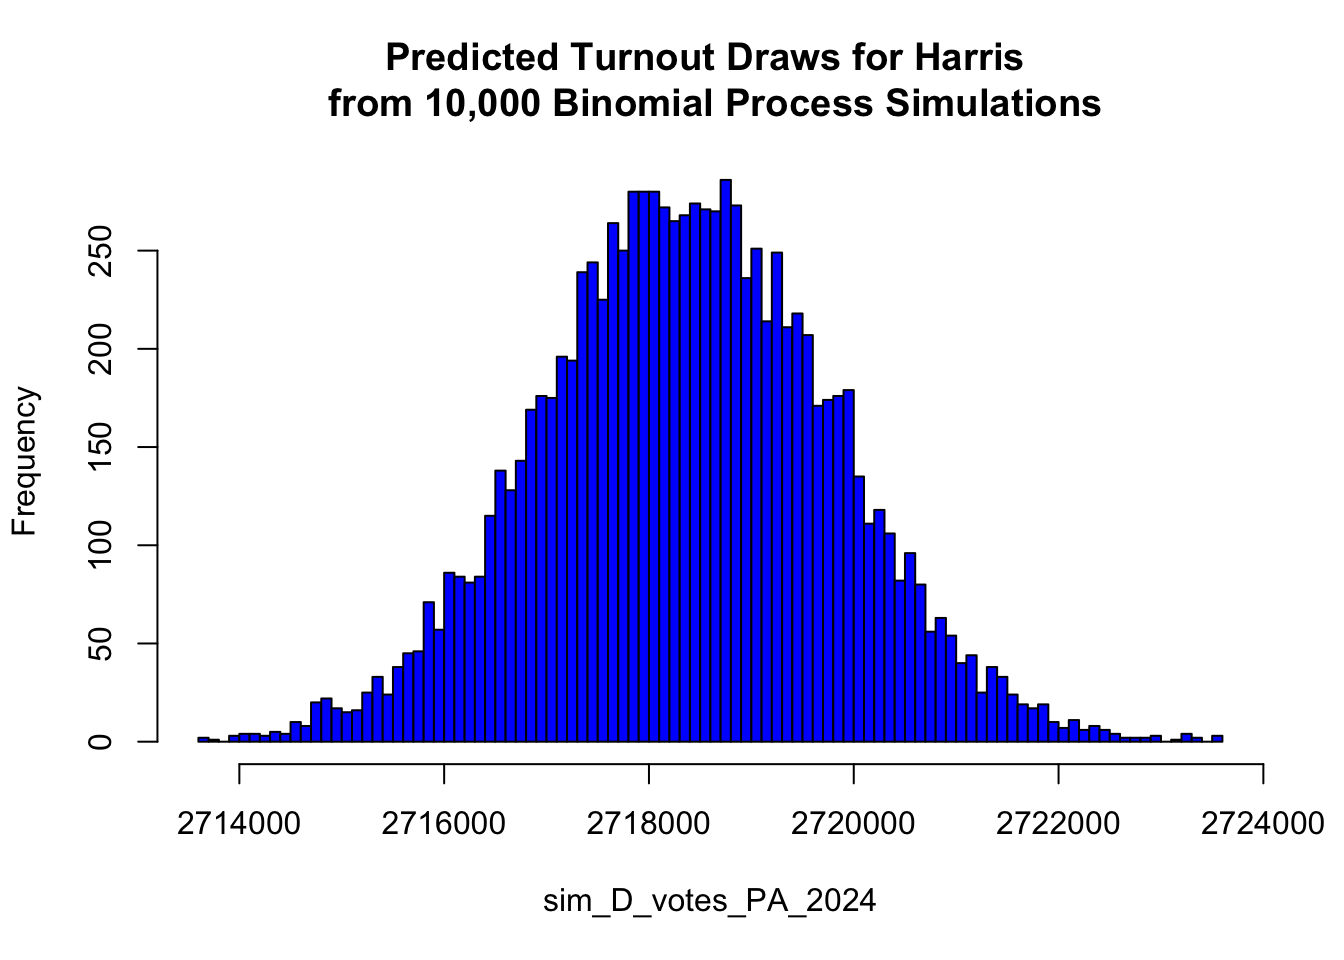 Predicted Turnout Draws for Harris
from 10,000 Binomial Process Simulations
Frequency
250
200
150
100
50
0
2714000 2716000 2718000 2720000 2722000 2724000
sim_D_votes_PA_2024